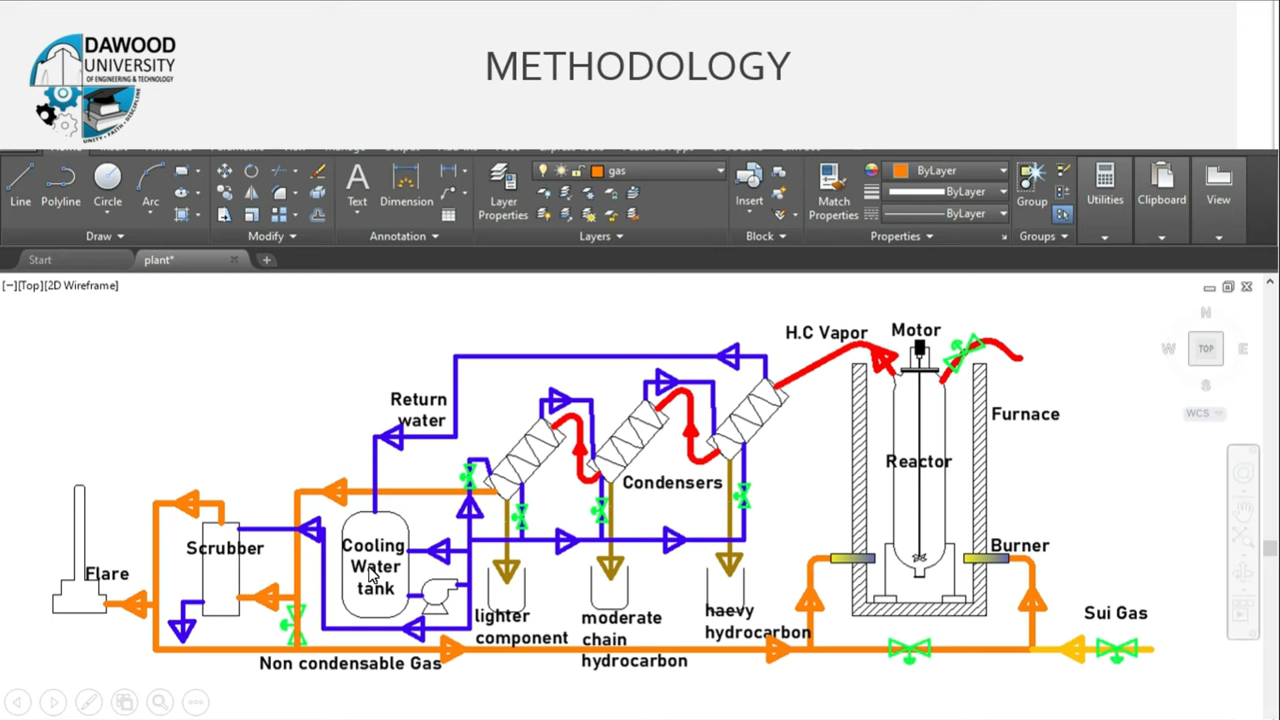 DAWOOD
UNIVERSITY
OF ENGINEERING & TECHNOLOGY
UNITY - FAITH - DISCIPLINE
METHODOLOGY
Line
Polyline
Circle
Arc
Draw
Modify
Text
Dimension
Annotation
Layer
Properties
gas
Layers
Insert
Block
Match
Properties
ByLayer
ByLayer
ByLayer
Properties
Group
Groups
Utilities
Clipboard
View
Start
plant*
[−][Top][2D Wireframe]
N
W
TOP
E
S
WCS
H.C Vapor
Motor
Return
water
Furnace
Reactor
Condensers
Scrubber
Cooling
Water
tank
Burner
Flare
lighter
component
moderate
chain
hydrocarbon
haevy
hydrocarbon
Sui Gas
Non condensable Gas